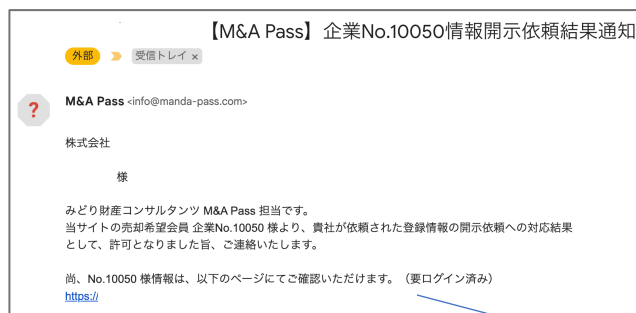 【M&A Pass】企業No.10050情報開示依頼結果通知
外部 受信トレイ ×
M&A Pass <info@manda-pass.com>
株式会社
様
みどり財産コンサルタンツ M&A Pass 担当です。
当サイトの売却希望会員 企業No.10050 様より、貴社が依頼された登録情報の開示依頼への対応結果
として、許可となりました旨、ご連絡いたします。
尚、No.10050 様情報は、以下のページにてご確認いただけます。（要ログイン済み）
https://